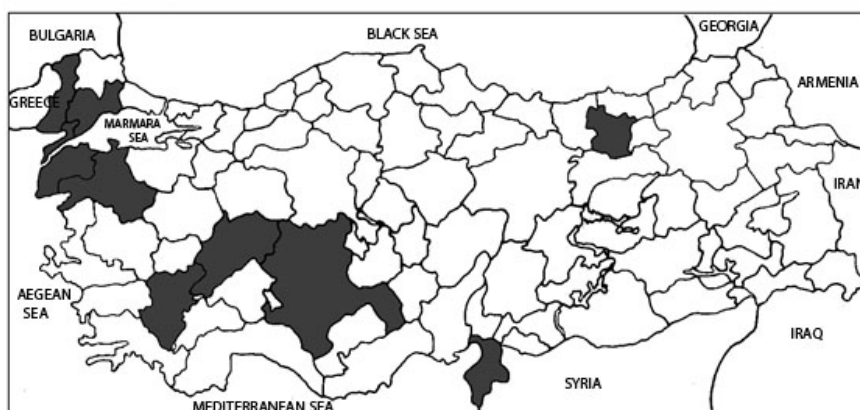 BULGARIA
BLACK SEA
GEORGIA
ARMENIA
GREECE
MARMARA
SEA
IRAN
AEGEAN
SEA
IRAQ
SYRIA
MEDITERRANEAN SEA